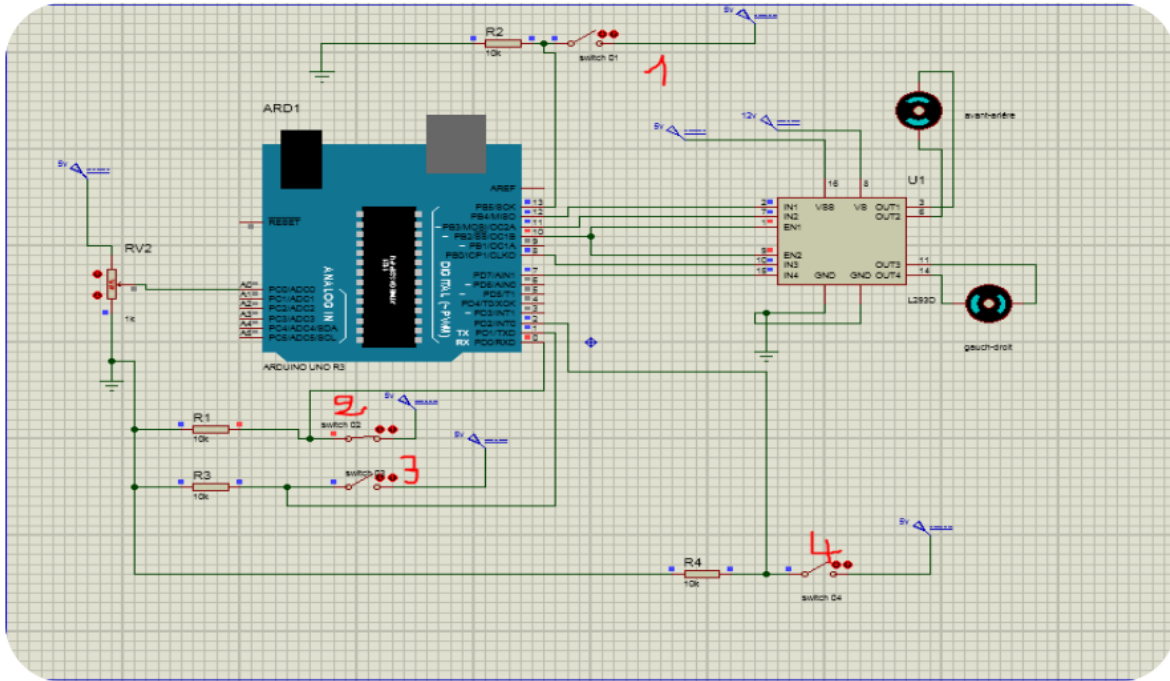 5v
R2
10k
switch 01
1
ARD1
5v
12v
avant-arière
5v
AREF
16
8
U1
RESET
PB5/SCK
13
PB4/MISO
12
PB3/MOSI/OC2A
11
PB2/SS/OC1B
10
PB1/OC1A
9
PB0/ICP1/CLKO
8
2
IN1
VSS
VS
OUT1
3
7
IN2
OUT2
6
1
EN1
9
EN2
10
IN3
OUT3
11
15
IN4
GND
GND
OUT4
14
L293D
RV2
1k
ANALOG IN
DIGITAL (~PWM)
A0
PC0/ADC0
A1
PC1/ADC1
A2
PC2/ADC2
A3
PC3/ADC3
A4
PC4/ADC4/SDA
A5
PC5/ADC5/SCL
PD7/AIN1
7
PD6/AIN0
6
PD5/T1
5
PD4/T0/XCK
4
PD3/INT1
3
PD2/INT0
2
TX
PD1/TXD
1
RX
PD0/RXD
0
gauch-droit
ARDUINO UNO R3
R1
10k
2
switch 02
5v
R3
10k
switch 03
3
5v
R4
10k
4
switch 04
5v